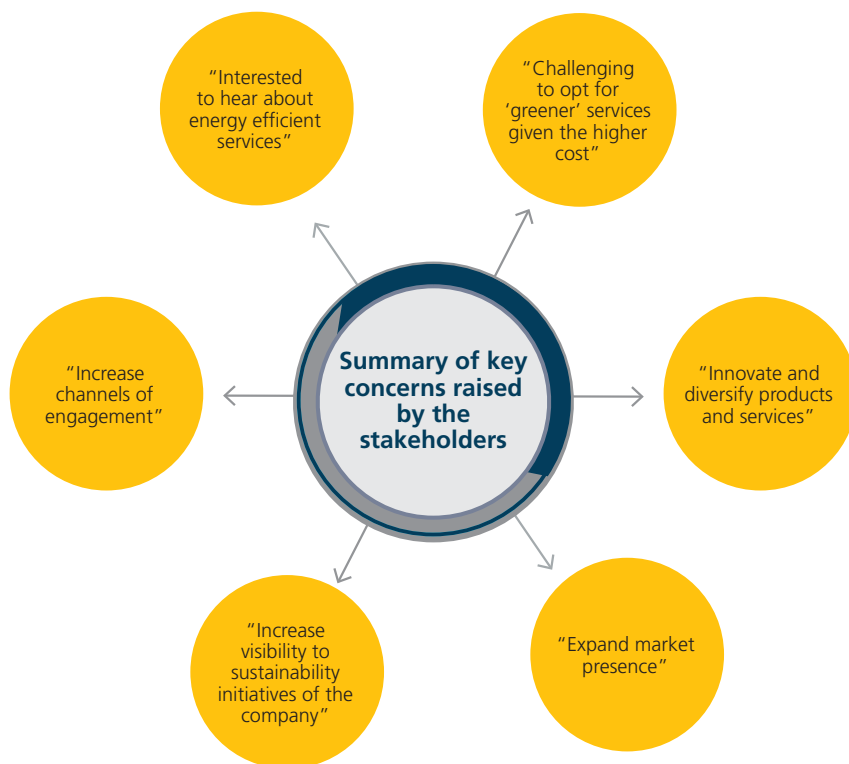 “Interested
to hear about
energy efficient
services”
“Challenging
to opt for
‘greener’ services
given the higher
cost”
“Increase
channels of
engagement”
Summary of key
concerns raised
by the
stakeholders
“Innovate and
diversify products
and services”
“Increase
visibility to
sustainability
initiatives of the
company”
“Expand market
presence”